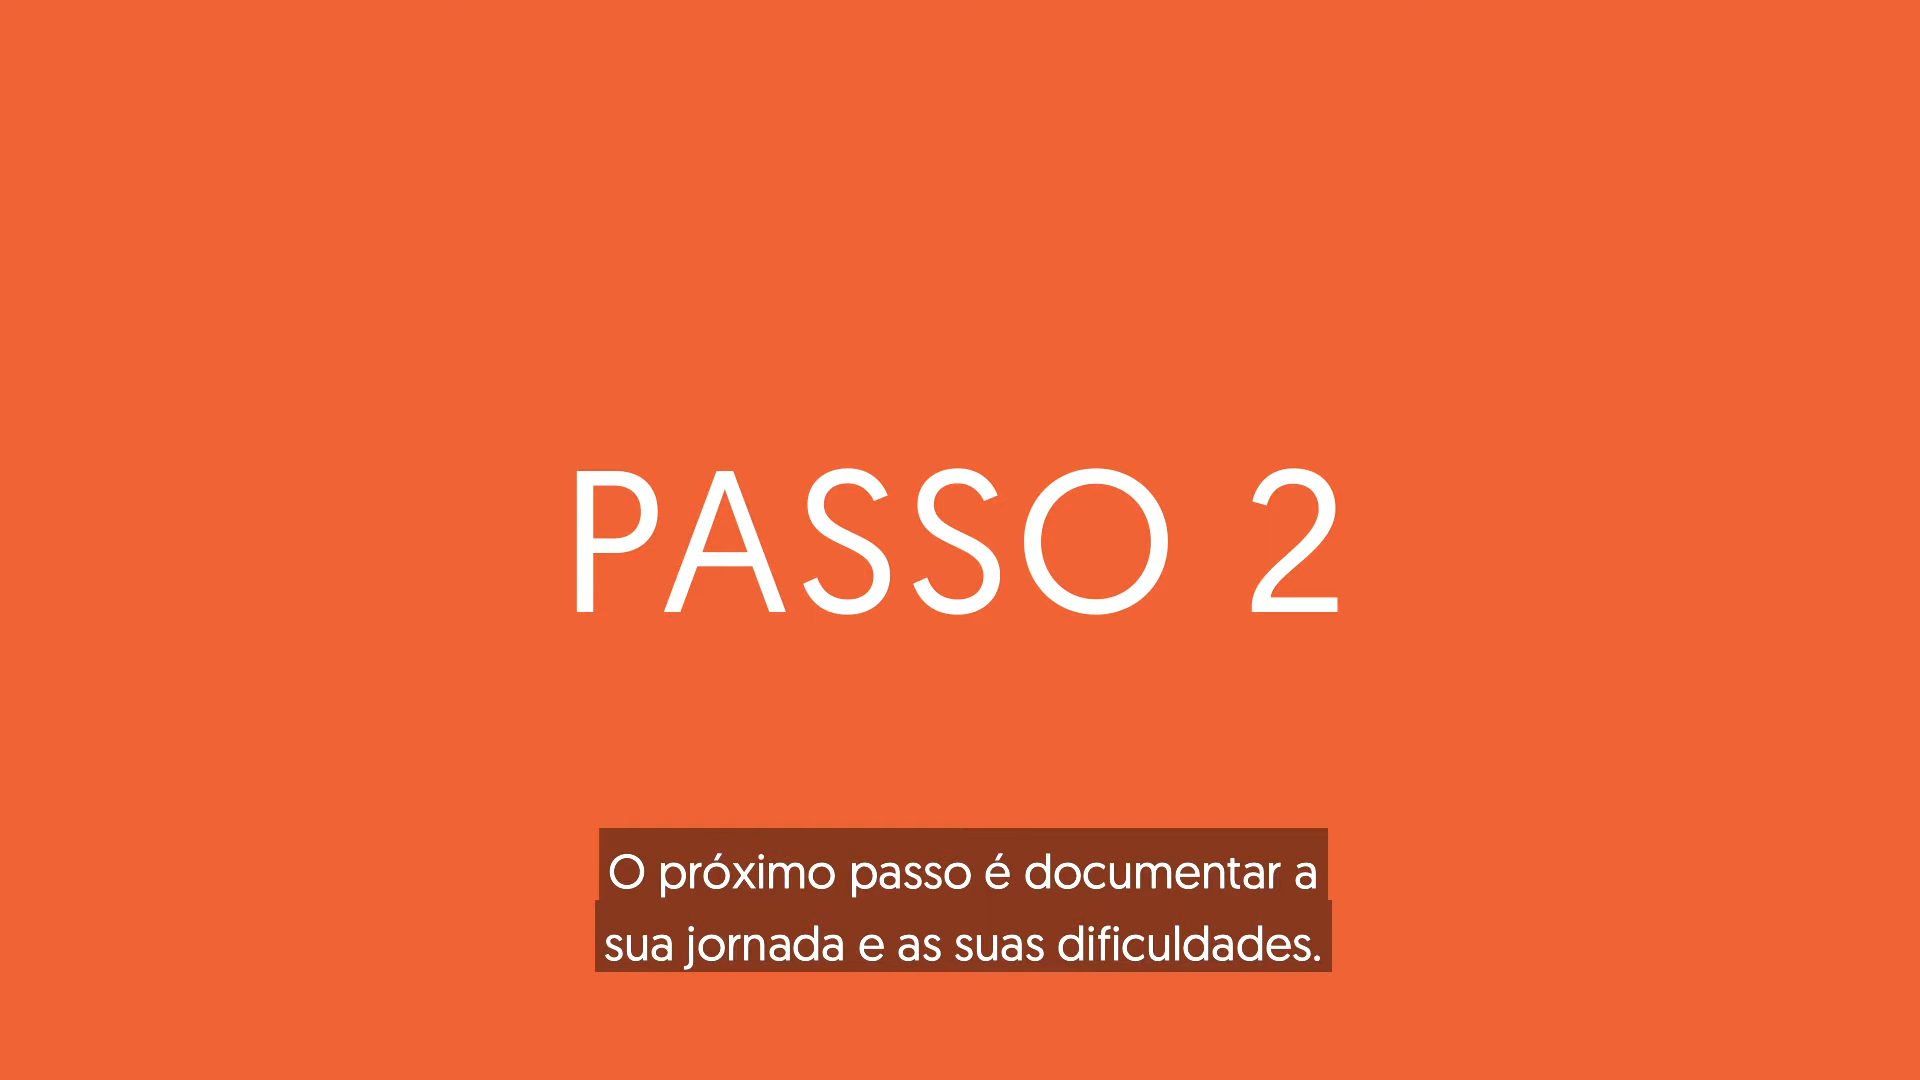 PASSO 2
O próximo passo é documentar a
sua jornada e as suas dificuldades.